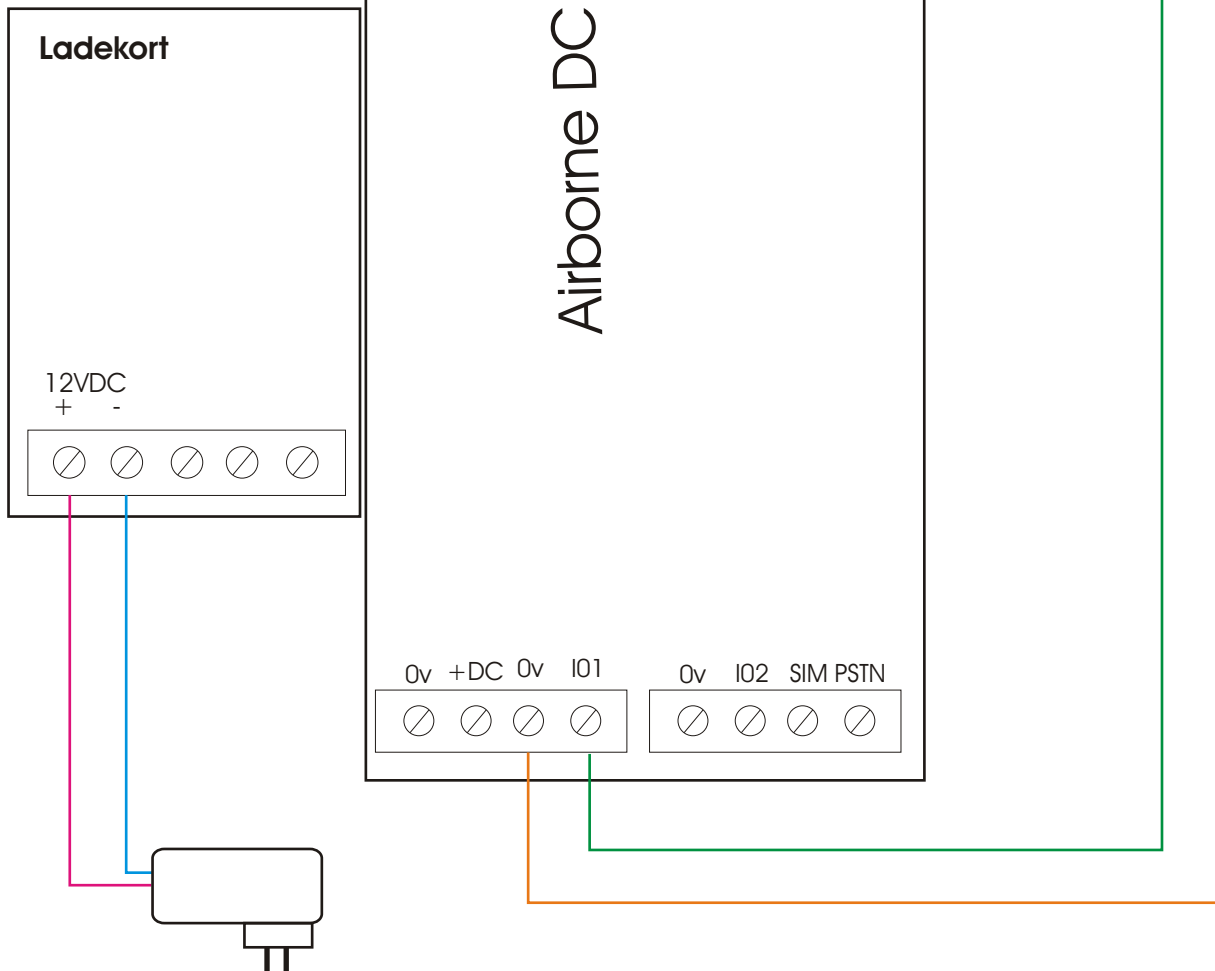 Ladekort
Airborne DC
12VDC
+ -
0v +DC 0v I01
0v I02 SIM PSTN